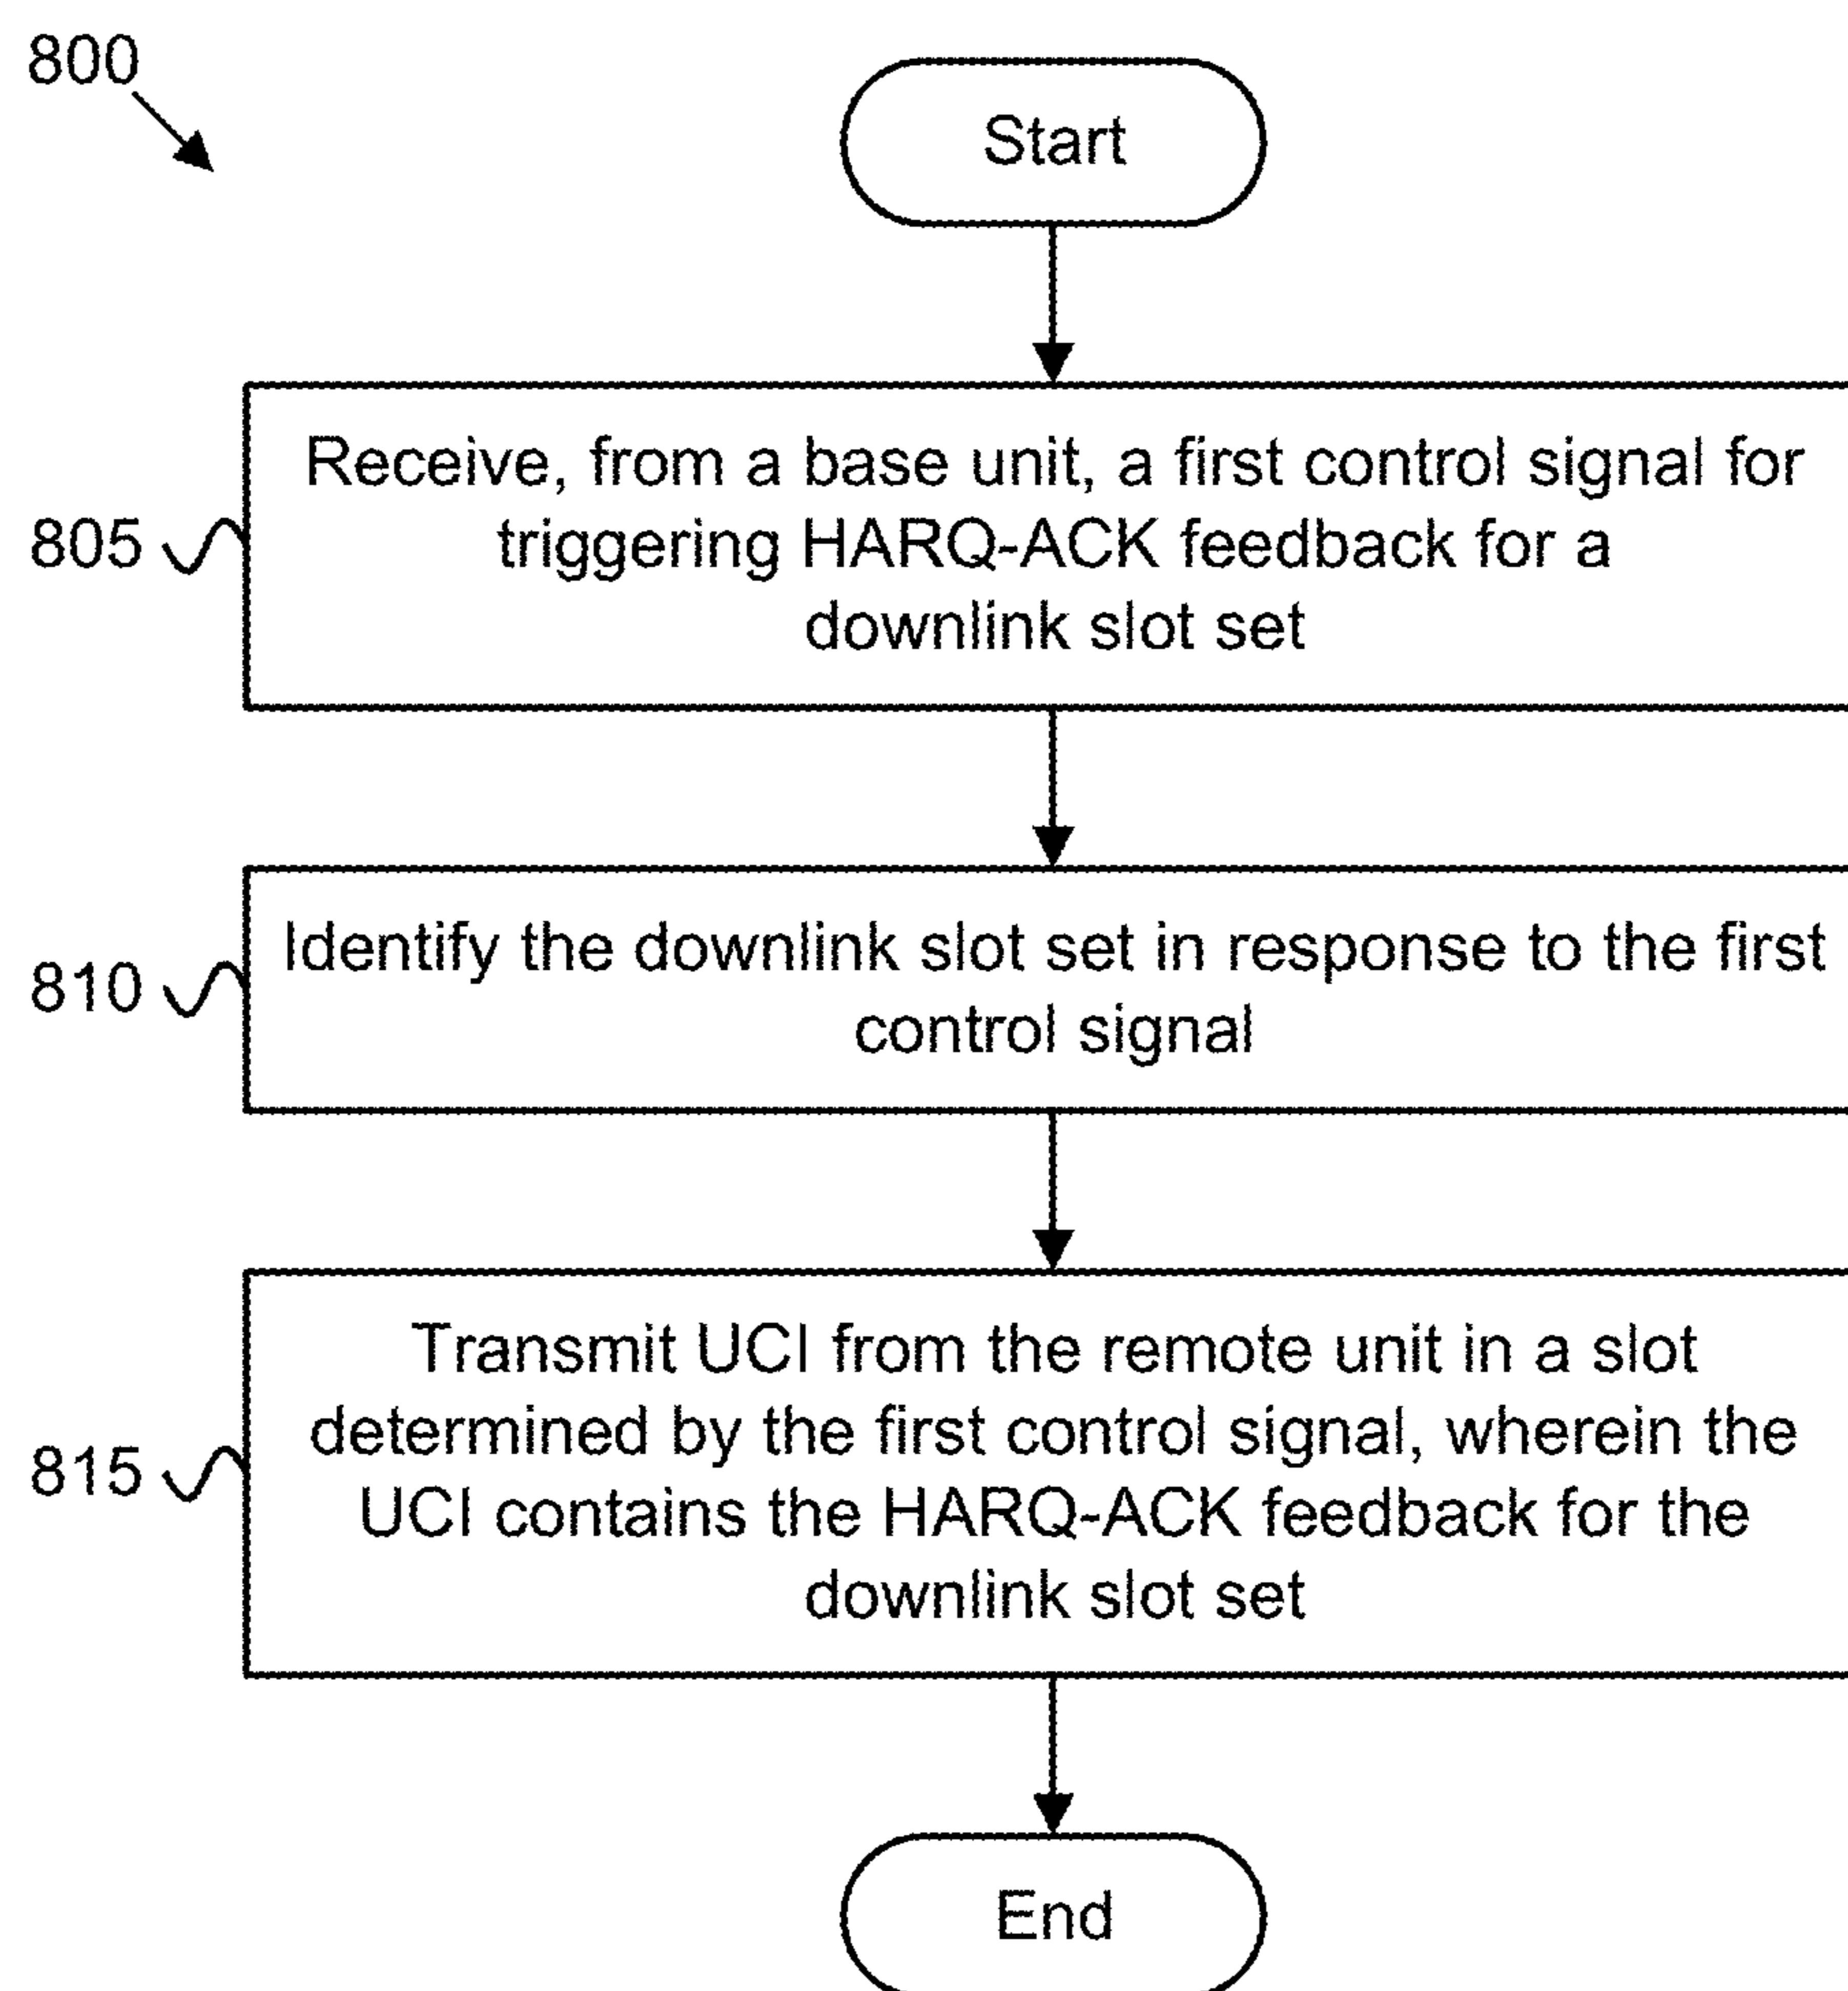 800
Start
Receive, from a base unit, a first control signal for
triggering HARQ-ACK feedback for a
downlink slot set
805
Identify the downlink slot set in response to the first
control signal
810
Transmit UCI from the remote unit in a slot
determined by the first control signal, wherein the
UCI contains the HARQ-ACK feedback for the
downlink slot set
815
End